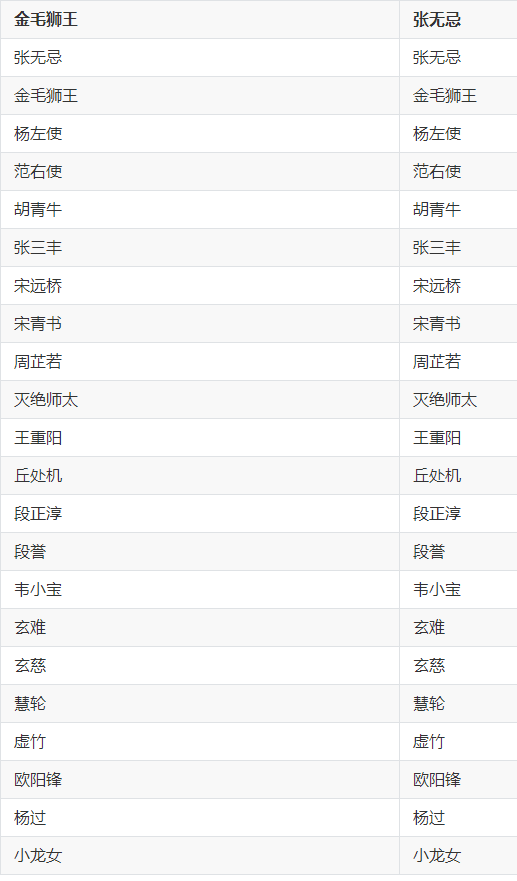 金毛狮王 张无忌
张无忌 张无忌
金毛狮王 金毛狮王
杨左使 杨左使
范右使 范右使
胡青牛 胡青牛
张三丰 张三丰
宋远桥 宋远桥
宋青书 宋青书
周芷若 周芷若
灭绝师太 灭绝师太
王重阳 王重阳
丘处机 丘处机
段正淳 段正淳
段誉 段誉
韦小宝 韦小宝
玄难 玄难
玄慈 玄慈
慧轮 慧轮
虚竹 虚竹
欧阳锋 欧阳锋
杨过 杨过
小龙女 小龙女